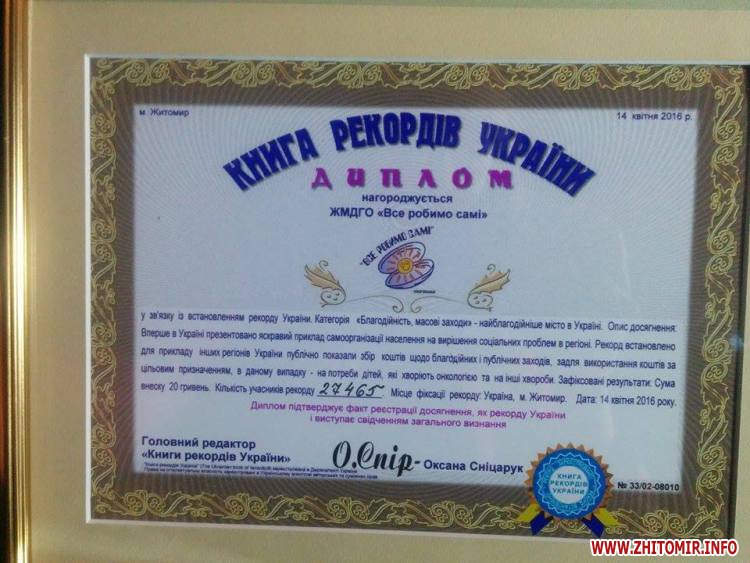 м. Житомир
14 квітня 2016 р.
КНИГА РЕКОРДІВ УКРАЇНИ
ДИПЛОМ
нагороджується
ЖМДГО «Все робимо самі»
"ВСЕ РОБИМО САМІ"
у зв'язку із встановленням рекорду України. Категорія «Благодійність, масові заходи» - найблагодійніше місто в Україні. Опис досягнення:
Вперше в Україні презентовано яскравий приклад самоорганізації населення на вирішення соціальних проблем в регіоні. Рекорд встановлено
для прикладу інших регіонів України публічно показали збір коштів щодо благдійних і публічних заходів, задля використання коштів за
цільовим призначенням, в даному випадку - на потреби дітей, які хворіють онкологією та на інші хвороби. Зафіксовані результати: Сума
внеску 20 гривень. Кількість учасників рекорду 27465. Місце фіксації рекорду: Україна, м. Житомир. Дата: 14 квітня 2016 року.
Диплом підтверджує факт реєстрації досягнення, як рекорду України
і виступає свідченням загального визнання
Головний редактор
«Книги рекордів України»
О.Спір - Оксана Сніцарук
КНИГА
РЕКОРДІВ
УКРАЇНИ
№ 33/02-08010
WWW.ZHITOMIR.INFO